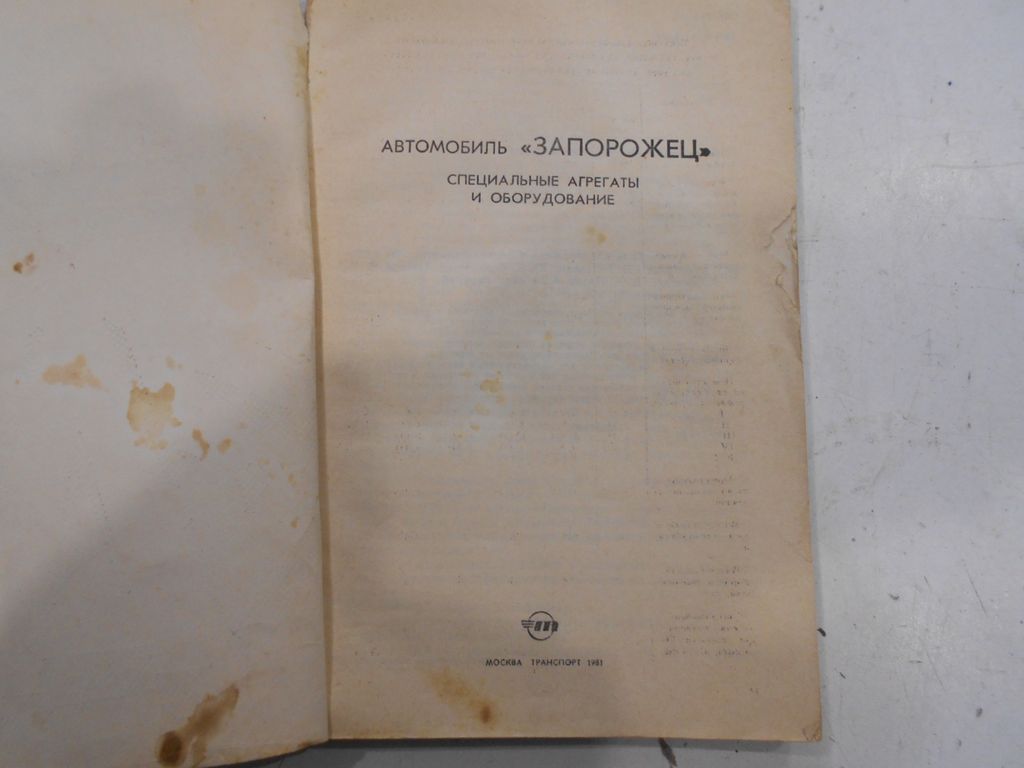 АВТОМОБИЛЬ «ЗАПОРОЖЕЦ»
СПЕЦИАЛЬНЫЕ АГРЕГАТЫ
И ОБОРУДОВАНИЕ
МОСКВА ТРАНСПОРТ 1981